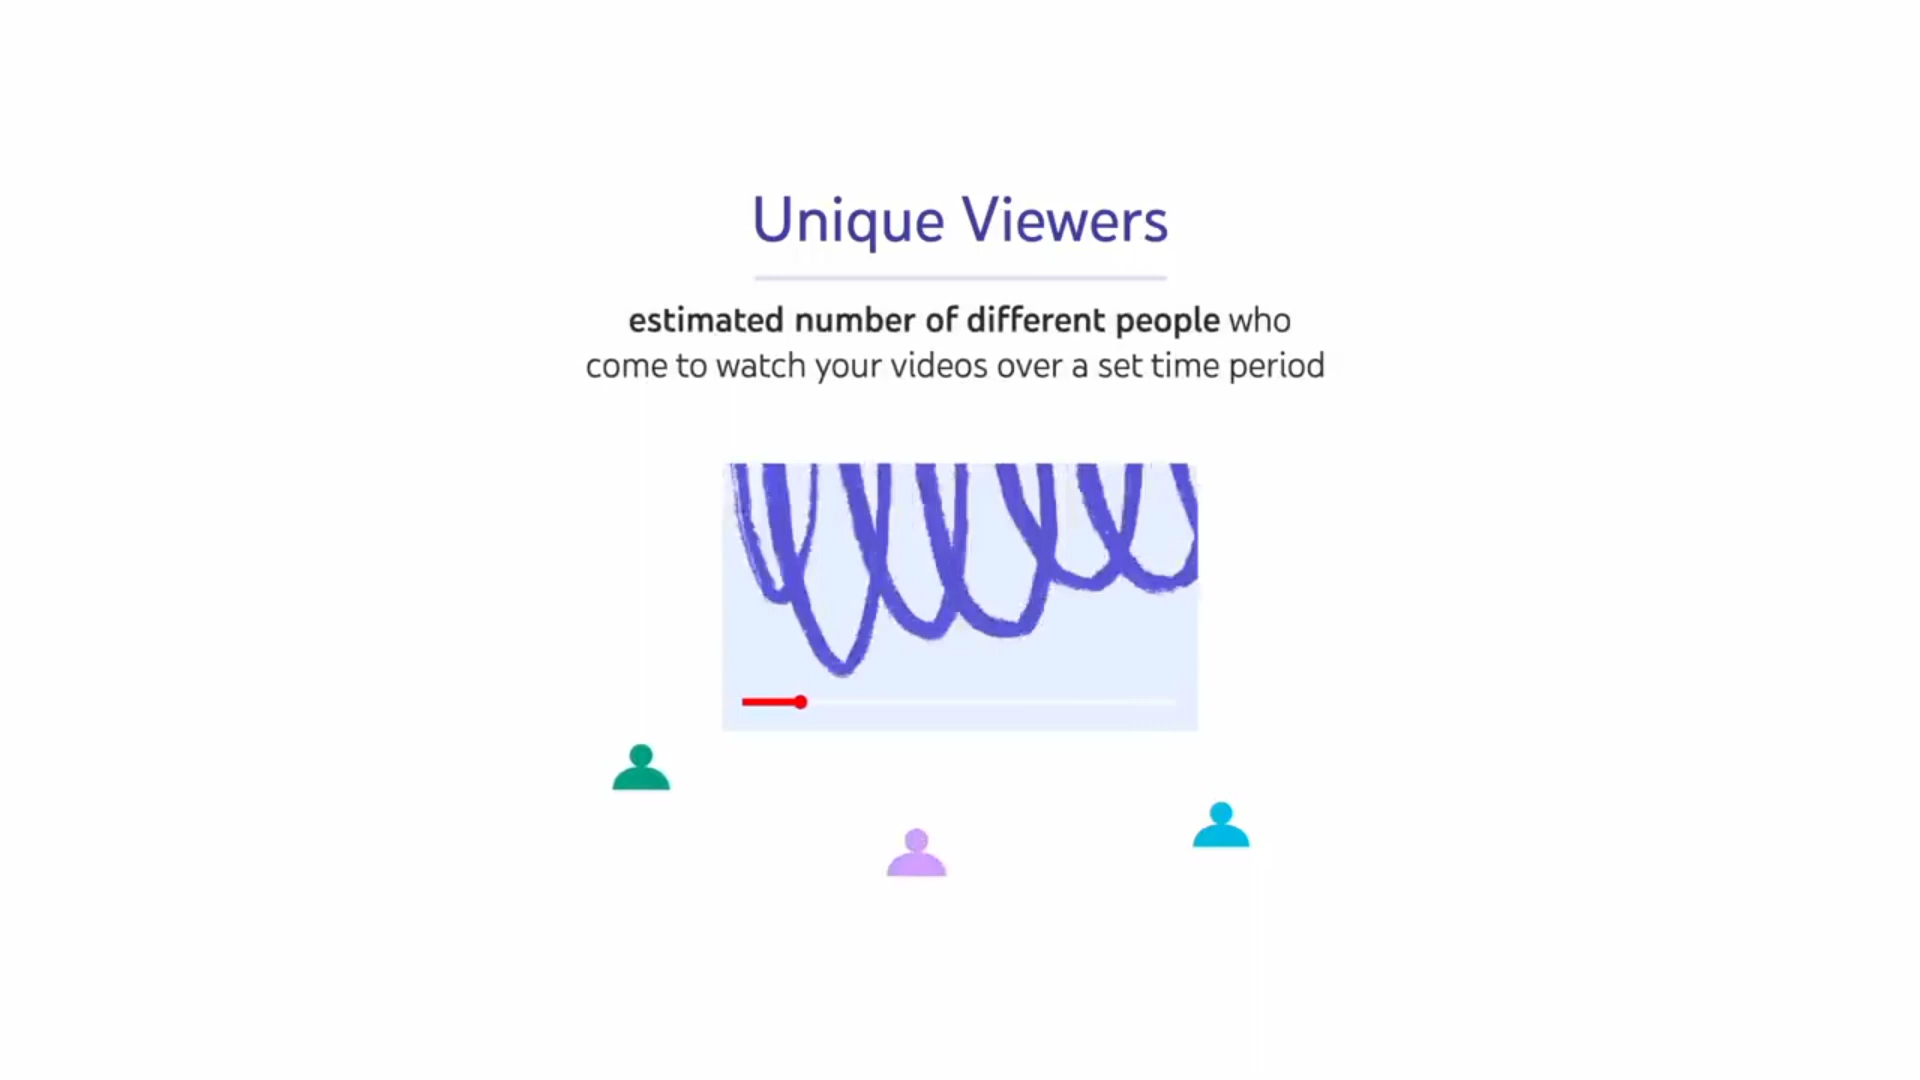 Unique Viewers
estimated number of different people who
come to watch your videos over a set time period